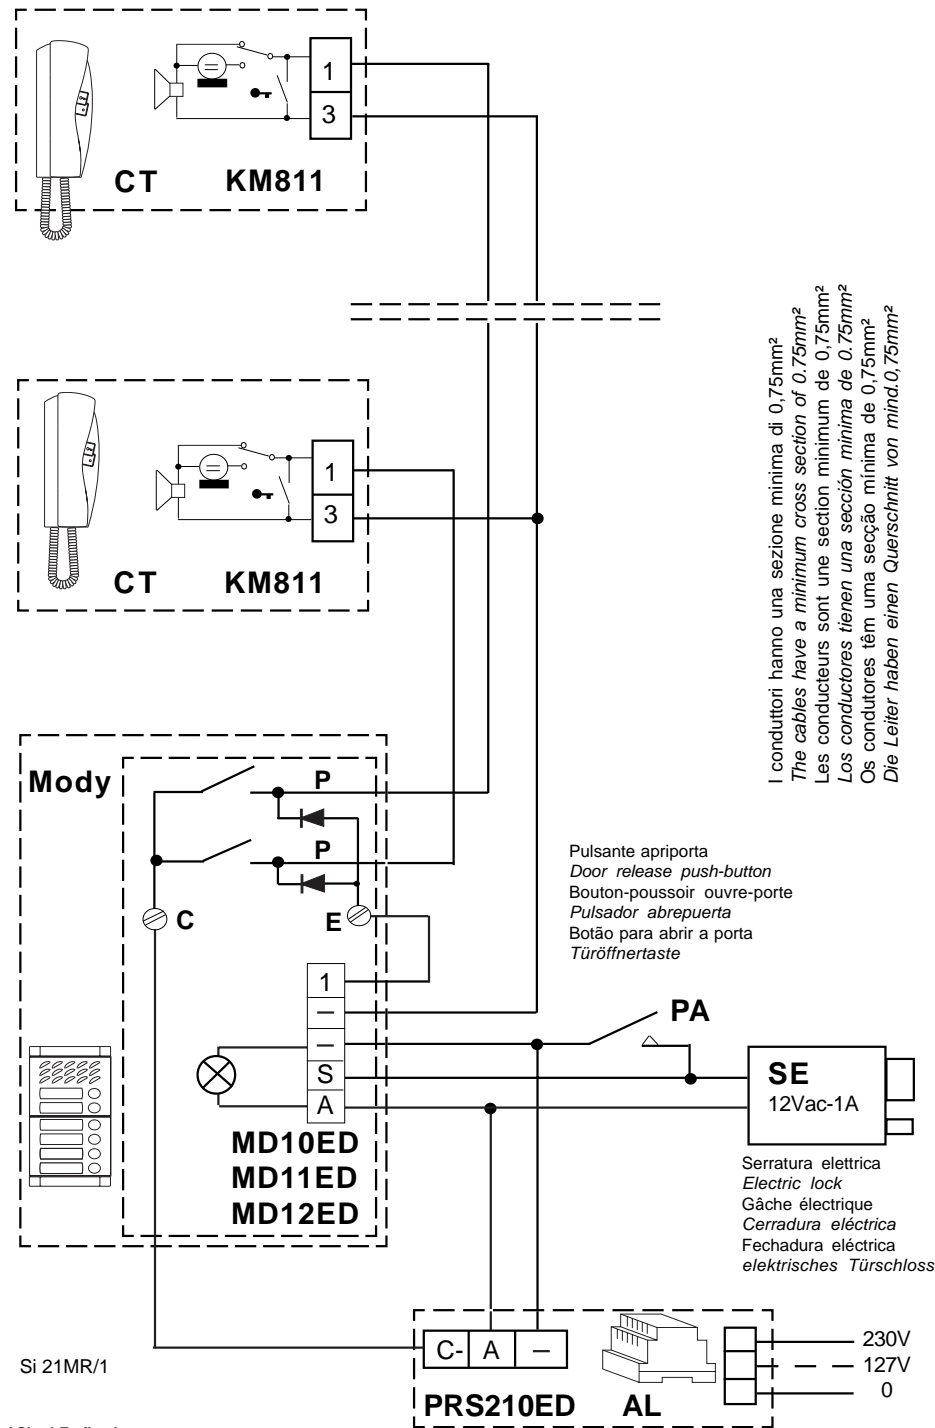 1
3
CT KM811
1
3
CT KM811
I conduttori hanno una sezione minima di 0,75mm²
The cables have a minimum cross section of 0.75mm²
Les conducteurs sont une section minimum de 0,75mm²
Los conductores tienen una sección minima de 0.75mm²
Os condutores têm uma secção mínima de 0,75mm²
Die Leiter haben einen Querschnitt von mind.0,75mm²
Mody
P
P
C
E
1
–
–
S
A
MD10ED
MD11ED
MD12ED
Pulsante apriporta
Door release push-button
Bouton-poussoir ouvre-porte
Pulsador abrepuerta
Botão para abrir a porta
Türöffnertaste
PA
SE
12Vac-1A
Serratura elettrica
Electric lock
Gâche électrique
Cerradura eléctrica
Fechadura eléctrica
elektrisches Türschloss
C- A –
PRS210ED AL
230V
127V
0
Si 21MR/1